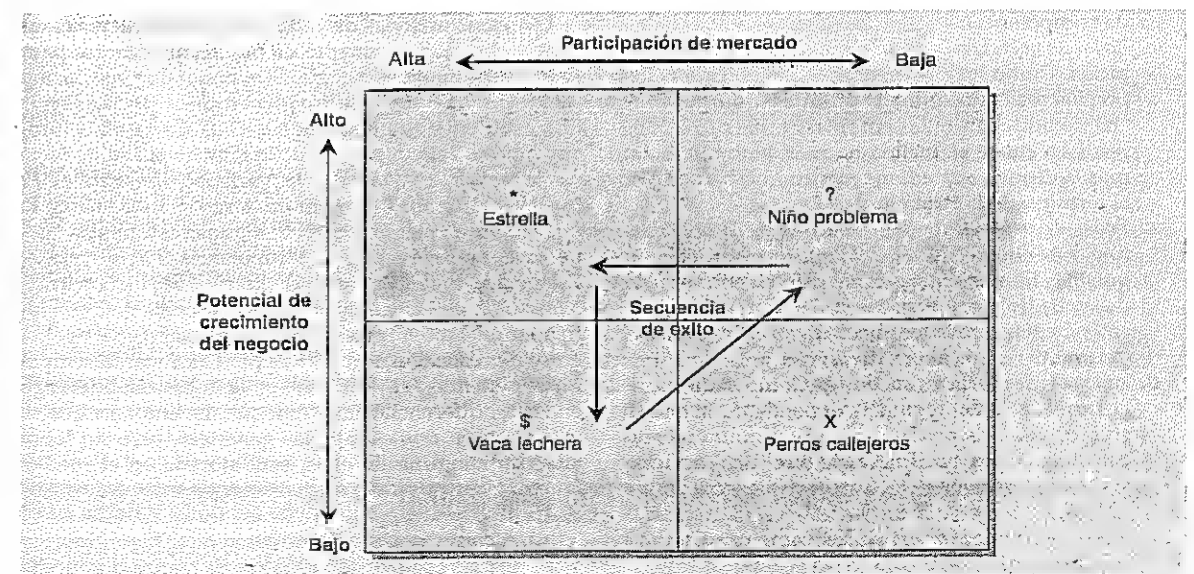 Participación de mercado
Alta
Baja
Alto
*
Estrella
?
Niño problema
Potencial de
crecimiento
del negocio
Secuencia
de éxito
$
Vaca lechera
X
Perros callejeros
Bajo